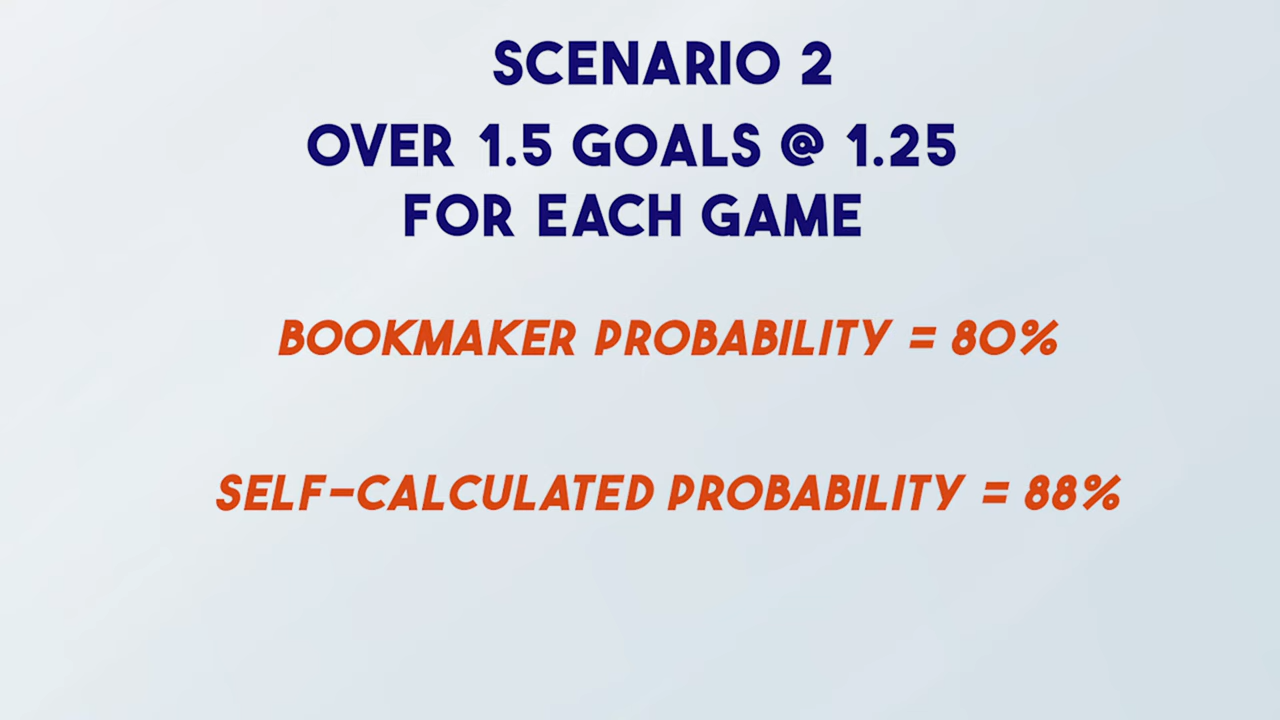 SCENARIO 2
OVER 1.5 GOALS @ 1.25
FOR EACH GAME
BOOKMAKER PROBABILITY = 80%
SELF-CALCULATED PROBABILITY = 88%